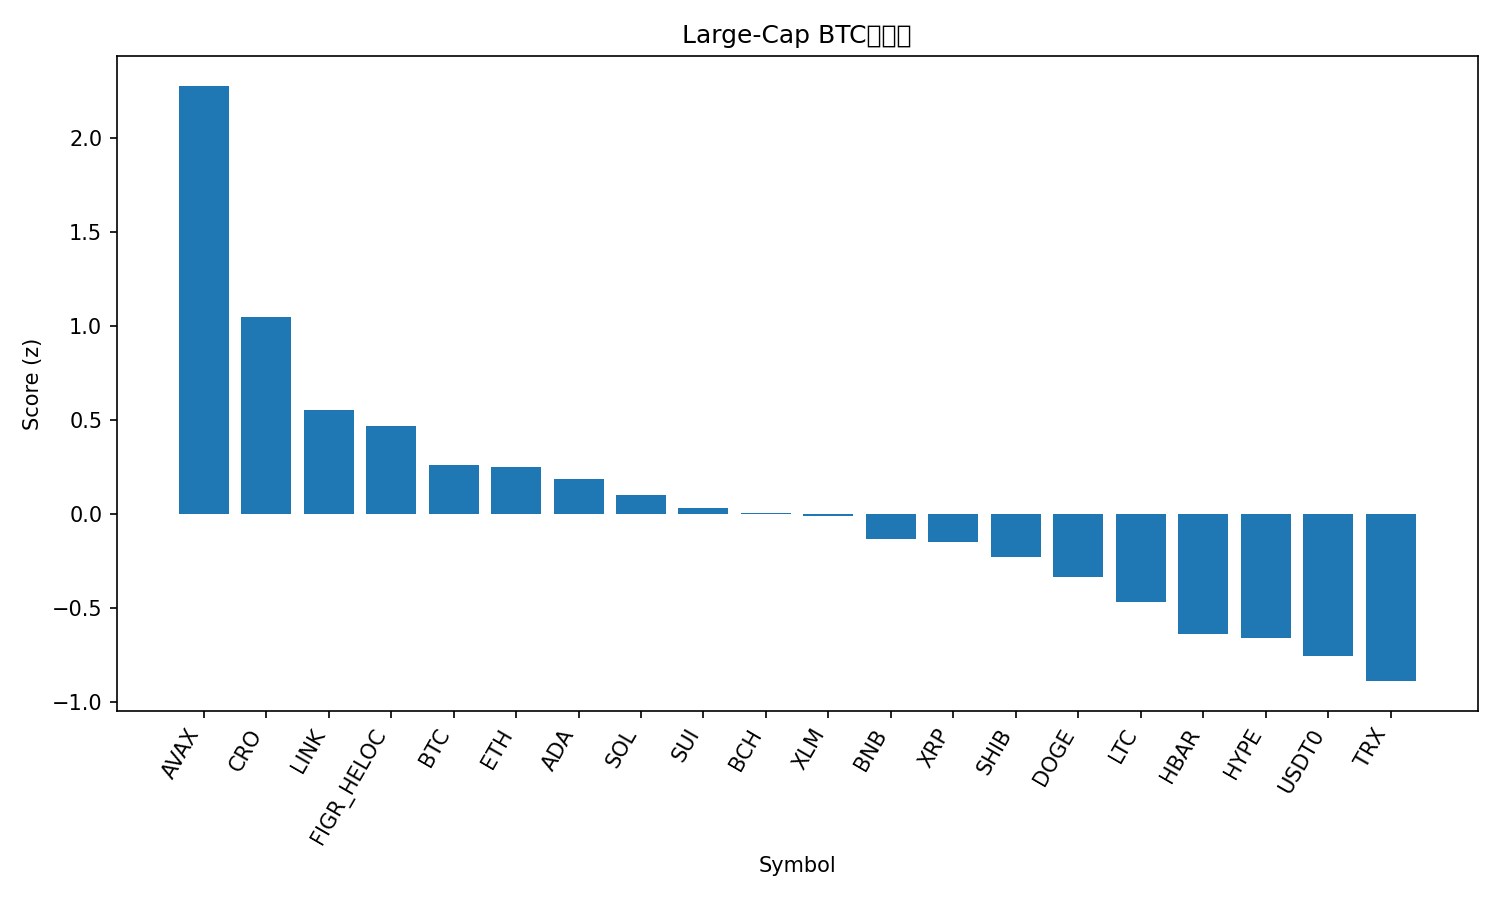 Large-Cap BTC
Score (z)
2.0
1.5
1.0
0.5
0.0
−0.5
−1.0
AVAX
CRO
LINK
FIGR_HELOC
BTC
ETH
ADA
SOL
SUI
BCH
XLM
BNB
XRP
SHIB
DOGE
LTC
HBAR
HYPE
USDT0
TRX
Symbol